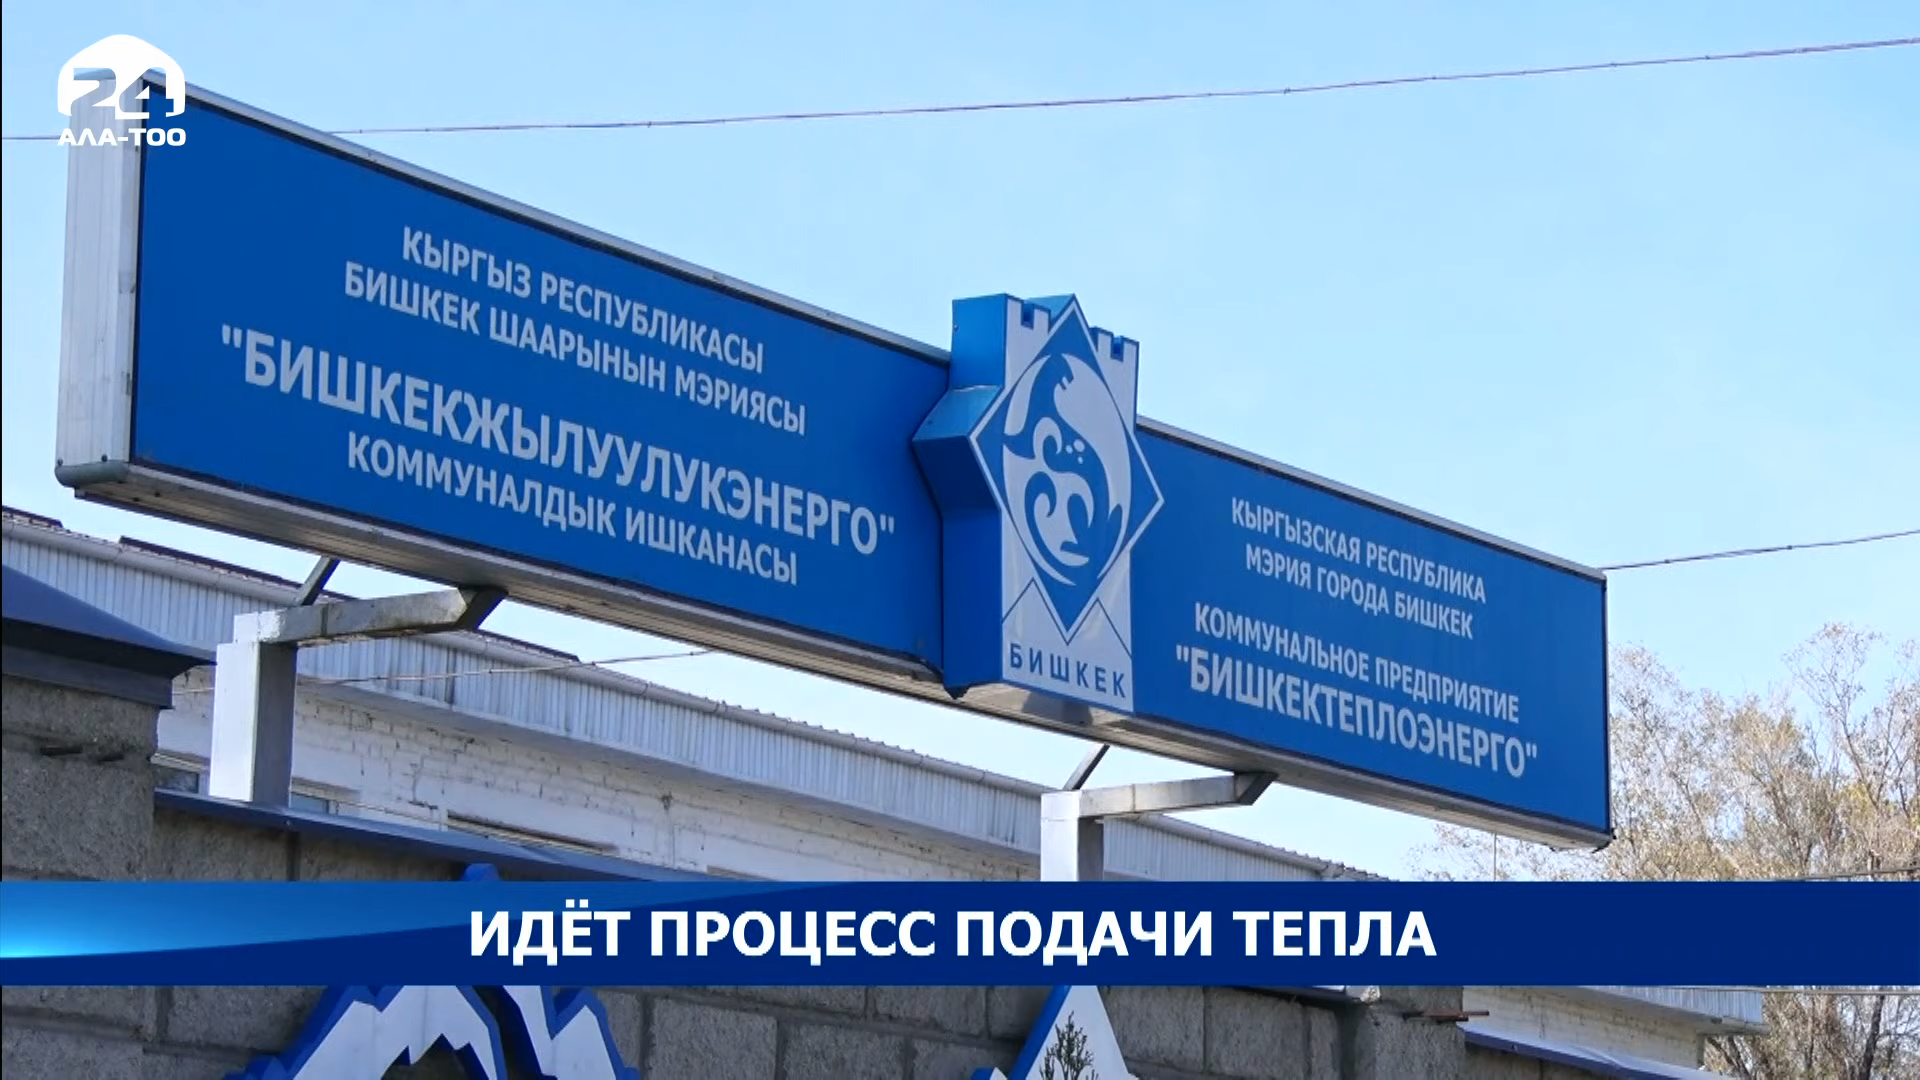 24
АЛА-ТОО
КЫРГЫЗ РЕСПУБЛИКАСЫ
БИШКЕК ШААРЫНЫН МЭРИЯСЫ
"БИШКЕКЖЫЛУУЛУКЭНЕРГО"
КОММУНАЛДЫК ИШКАНАСЫ
БИШКЕК
КЫРГЫЗСКАЯ РЕСПУБЛИКА
МЭРИЯ ГОРОДА БИШКЕК
КОММУНАЛЬНОЕ ПРЕДПРИЯТИЕ
"БИШКЕКТЕПЛОЭНЕРГО"
ИДЁТ ПРОЦЕСС ПОДАЧИ ТЕПЛА